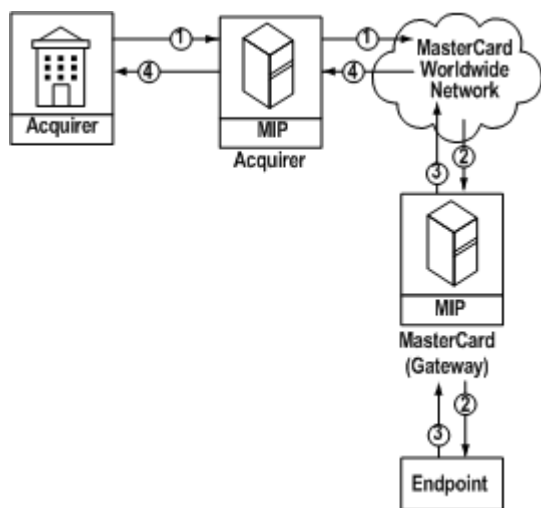 1
1
4
4
MasterCard
Worldwide
Network
Acquirer
MIP
Acquirer
2
3
MIP
MasterCard
(Gateway)
2
3
Endpoint